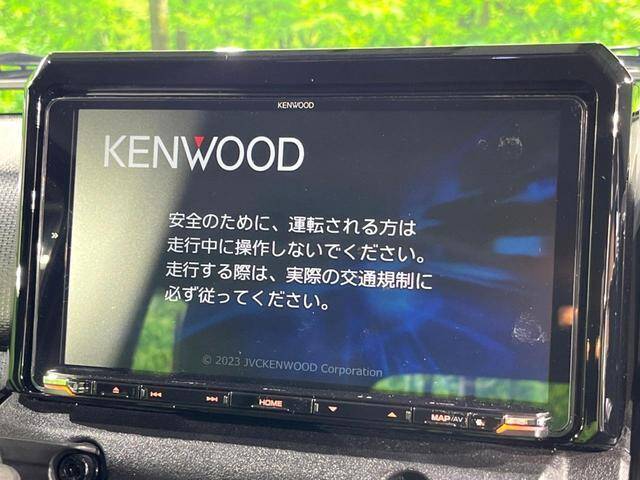 KENWOOD
KENWOOD
安全のために、運転される方は
走行中に操作しないでください。
走行する際は、実際の交通規制に
必ず従ってください。
© 2023 JVCKENWOOD Corporation
HOME
MAP/AV